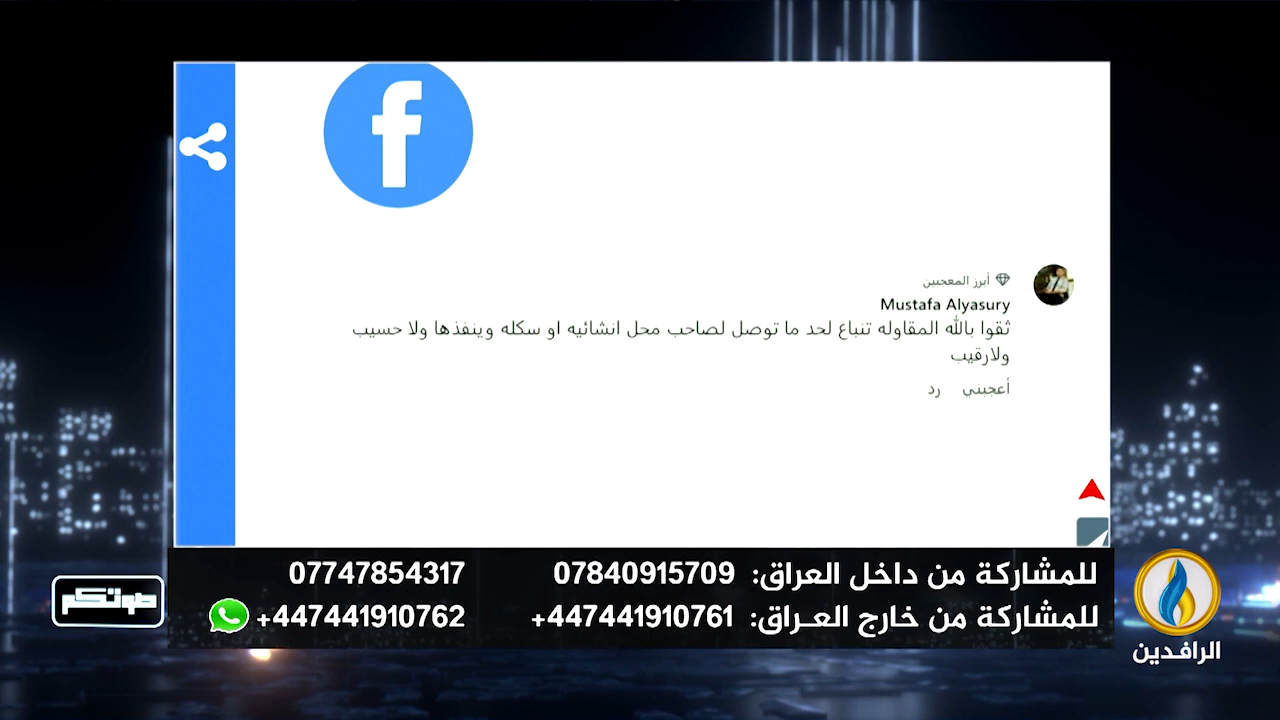 f
أبرز المعجبين
Mustafa Alyasury
ثقوا بالله المقاوله تنباع لحد ما توصل لصاحب محل انشائيه او سكله وينفذها ولا حسيب
ولارقيب
أعجبني رد
للمشاركة من داخل العراق: 07840915709 07747854317
للمشاركة من خارج العـراق: 447441910761+ 447441910762+
صوتكم
الرافدين